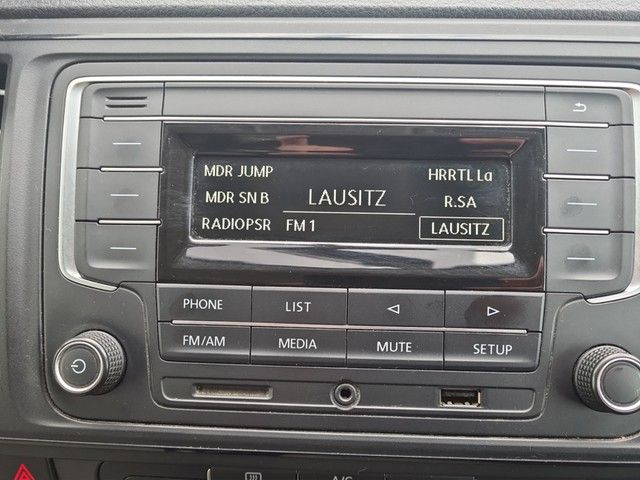 MDR JUMP
HRRTL La
MDR SN B
LAUSITZ
R.SA
RADIOPSR
FM 1
LAUSITZ
PHONE
LIST
FM/AM
MEDIA
MUTE
SETUP
A/C